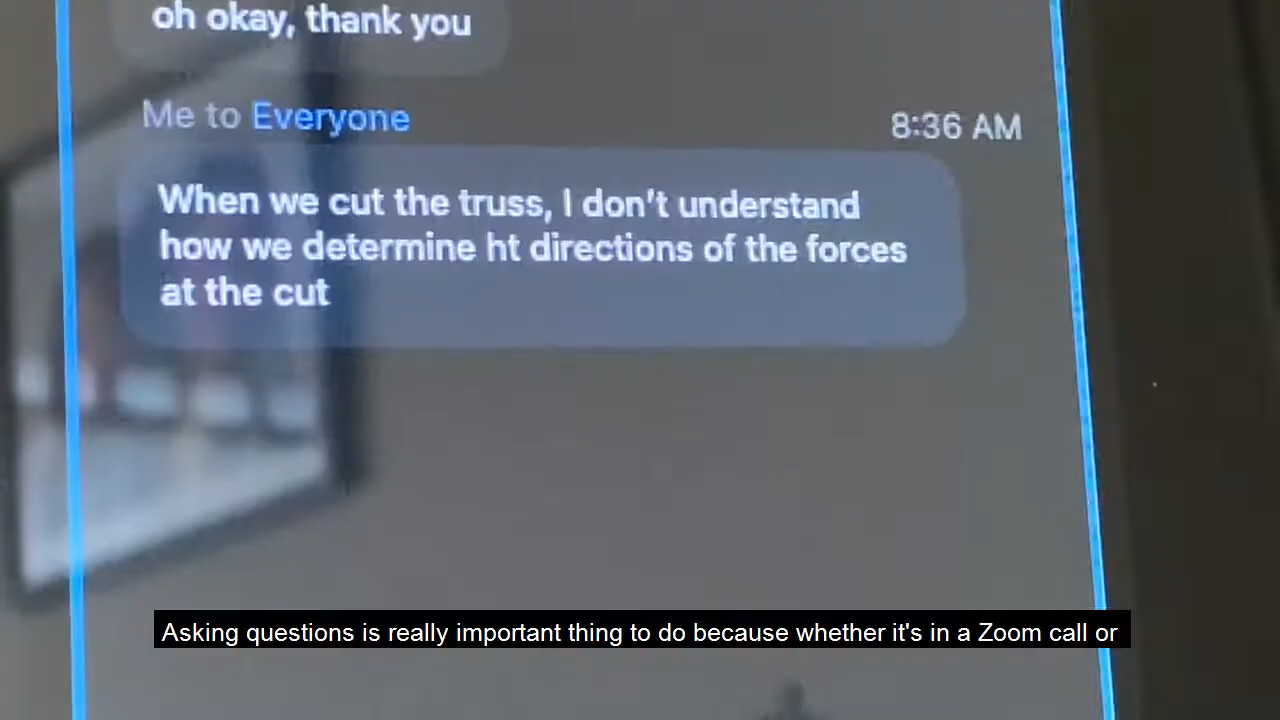 oh okay, thank you
Me to Everyone
8:36 AM
When we cut the truss, I don't understand
how we determine ht directions of the forces
at the cut
Asking questions is really important thing to do because whether it's in a Zoom call or